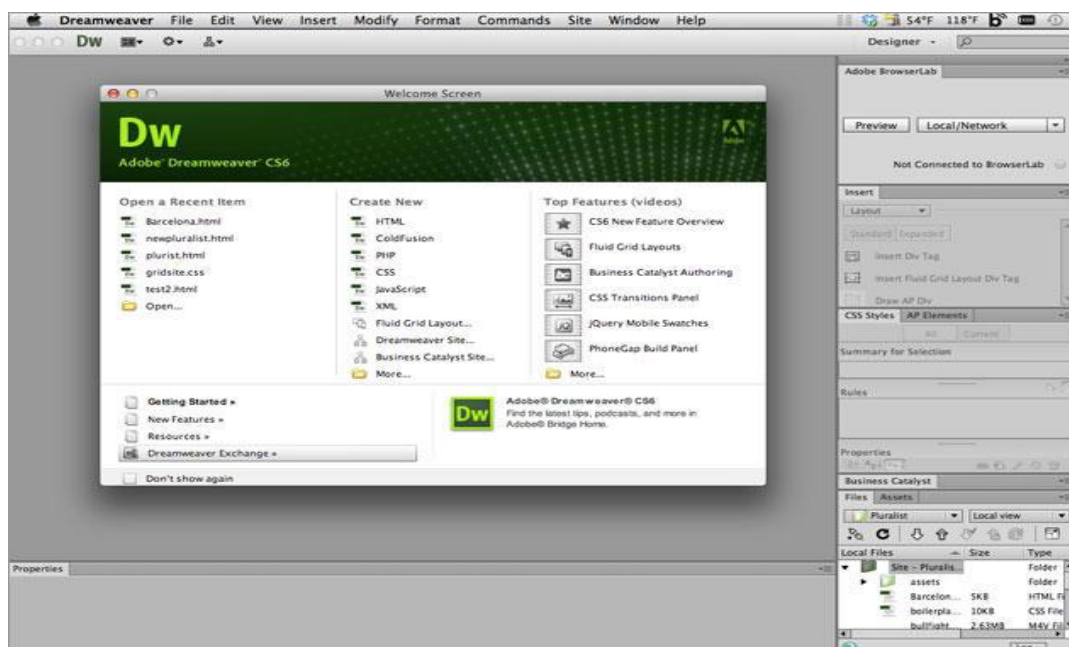 Dreamweaver File Edit View Insert Modify Format Commands Site Window Help 54°F 118°F
DW Designer
Welcome Screen
Dw
Adobe Dreamweaver CS6
Adobe
Open a Recent Item
Barcelona.html
newpluralist.html
plurist.html
gridsite.css
test2.html
Open...
Create New
HTML
ColdFusion
PHP
CSS
JavaScript
XML
Fluid Grid Layout...
Dreamweaver Site...
Business Catalyst Site...
More...
Top Features (videos)
CS6 New Feature Overview
Fluid Grid Layouts
Business Catalyst Authoring
CSS Transitions Panel
jQuery Mobile Swatches
PhoneGap Build Panel
More...
Getting Started »
New Features »
Resources »
Dreamweaver Exchange »
Dw
Adobe® Dreamweaver® CS6
Find the latest tips, podcasts, and more in
Adobe® Bridge Home.
Don't show again
Properties
Adobe BrowserLab
Preview Local/Network
Not Connected to BrowserLab
Insert
Layout
Standard Expanded
Insert Div Tag
Insert Fluid Grid Layout Div Tag
Draw AP Div
CSS Styles AP Elements
All Current
Summary for Selection
Rules
Properties
Business Catalyst
Files Assets
Pluralist Local view
Local Files Size Type
Site - Pluralis... Folder
assets Folder
Barcelon... 5KB HTML Fi
boilerpla... 10KB CSS File
bullfight 2.63MB M4V Fil